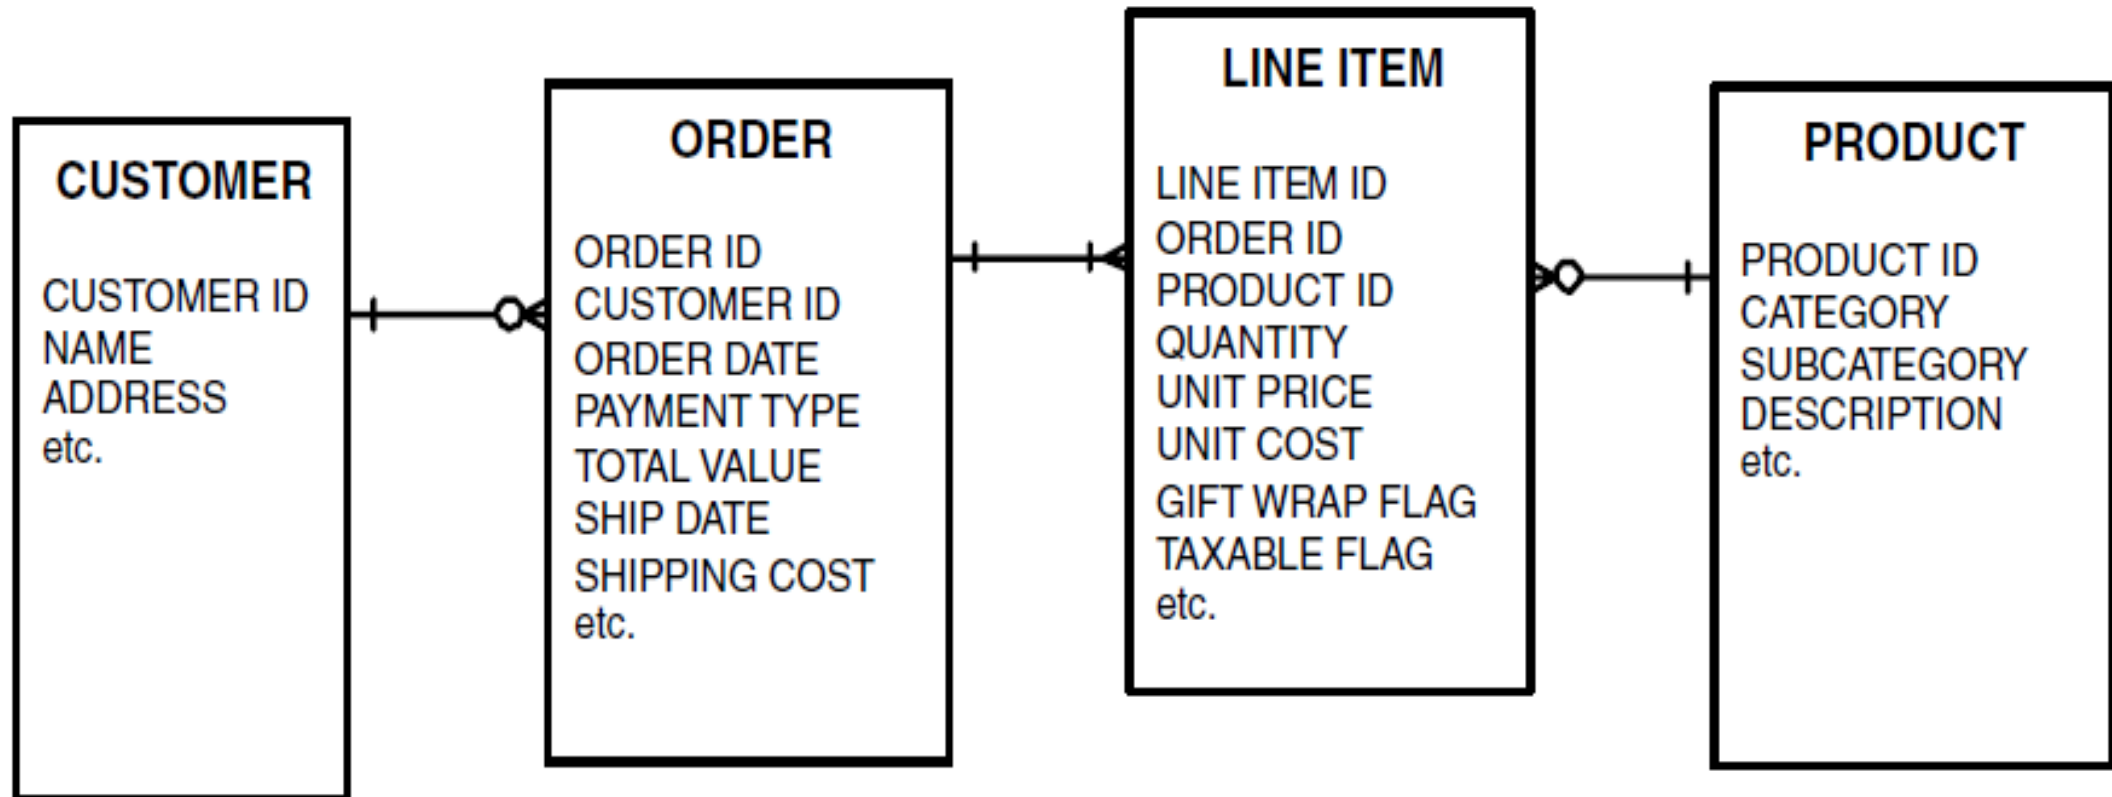 CUSTOMER
CUSTOMER ID
NAME
ADDRESS
etc.
ORDER
ORDER ID
CUSTOMER ID
ORDER DATE
PAYMENT TYPE
TOTAL VALUE
SHIP DATE
SHIPPING COST
etc.
LINE ITEM
LINE ITEM ID
ORDER ID
PRODUCT ID
QUANTITY
UNIT PRICE
UNIT COST
GIFT WRAP FLAG
TAXABLE FLAG
etc.
PRODUCT
PRODUCT ID
CATEGORY
SUBCATEGORY
DESCRIPTION
etc.